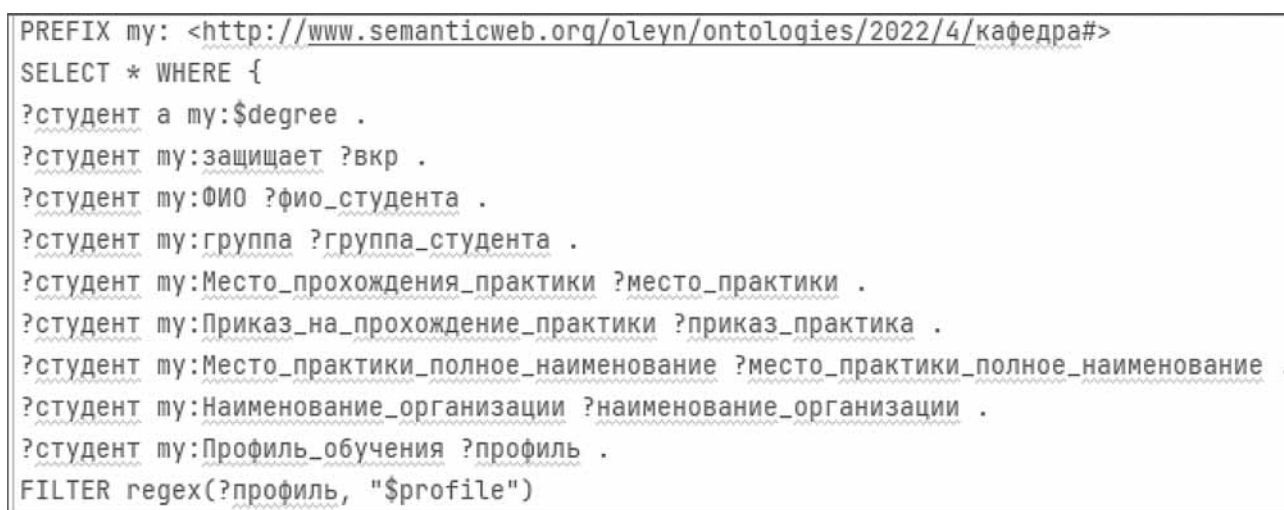 PREFIX my: <http://www.semanticweb.org/oleyn/ontologies/2022/4/кафедра#>
SELECT * WHERE {
?студент a my:$degree .
?студент my:защищает ?вкр .
?студент my:ФИО ?фио_студента .
?студент my:группа ?группа_студента .
?студент my:Место_прохождения_практики ?место_практики .
?студент my:Приказ_на_прохождение_практики ?приказ_практика .
?студент my:Место_практики_полное_наименование ?место_практики_полное_наименование .
?студент my:Наименование_организации ?наименование_организации .
?студент my:Профиль_обучения ?профиль .
FILTER regex(?профиль, "$profile")